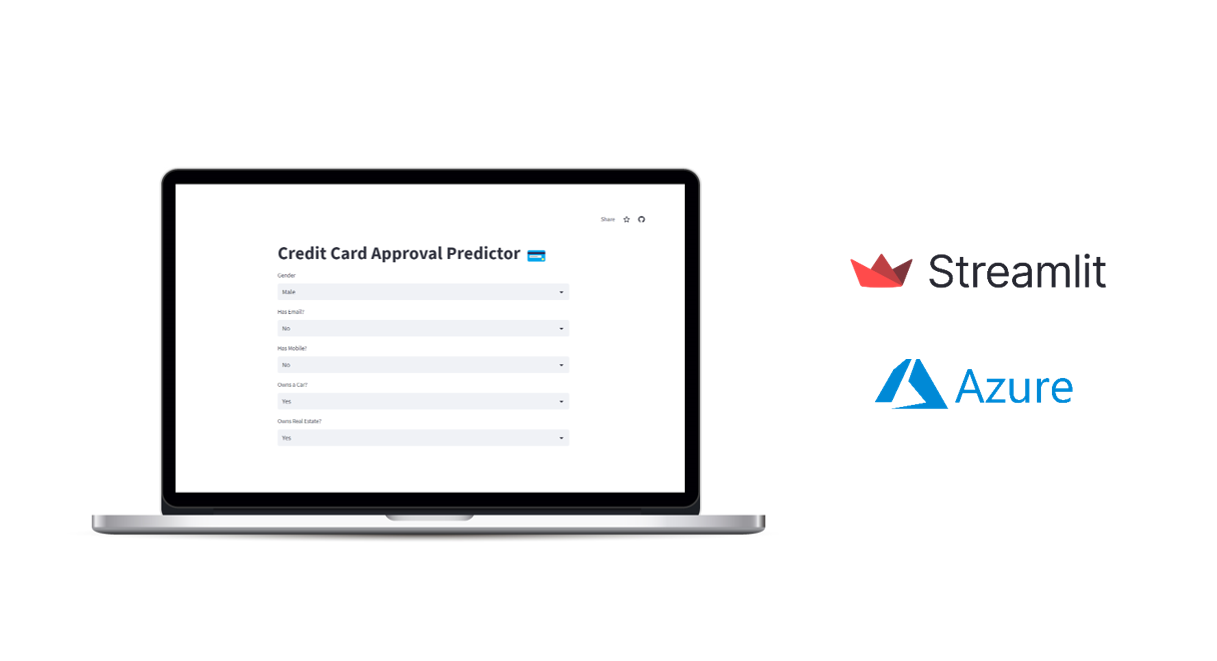 Share
Credit Card Approval Predictor
Gender
Male
Has Email?
No
Has Mobile?
No
Owns a Car?
Yes
Owns Real Estate?
Yes
Streamlit
Azure